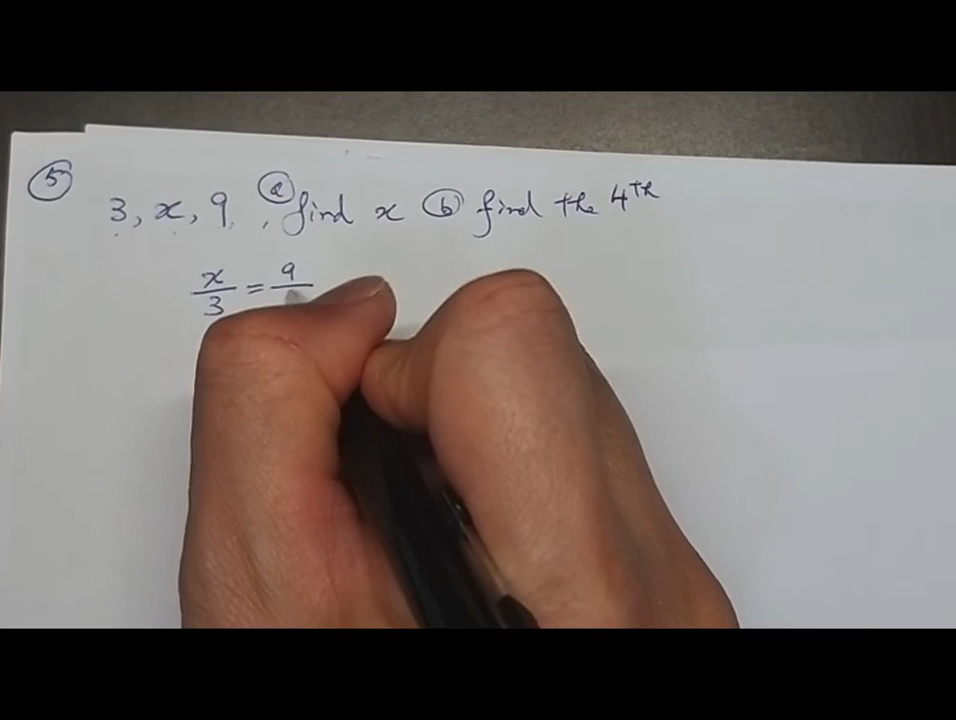 ⑤ 3, x, 9, ⓐ find x ⓑ find the 4th
x/3 = 9/